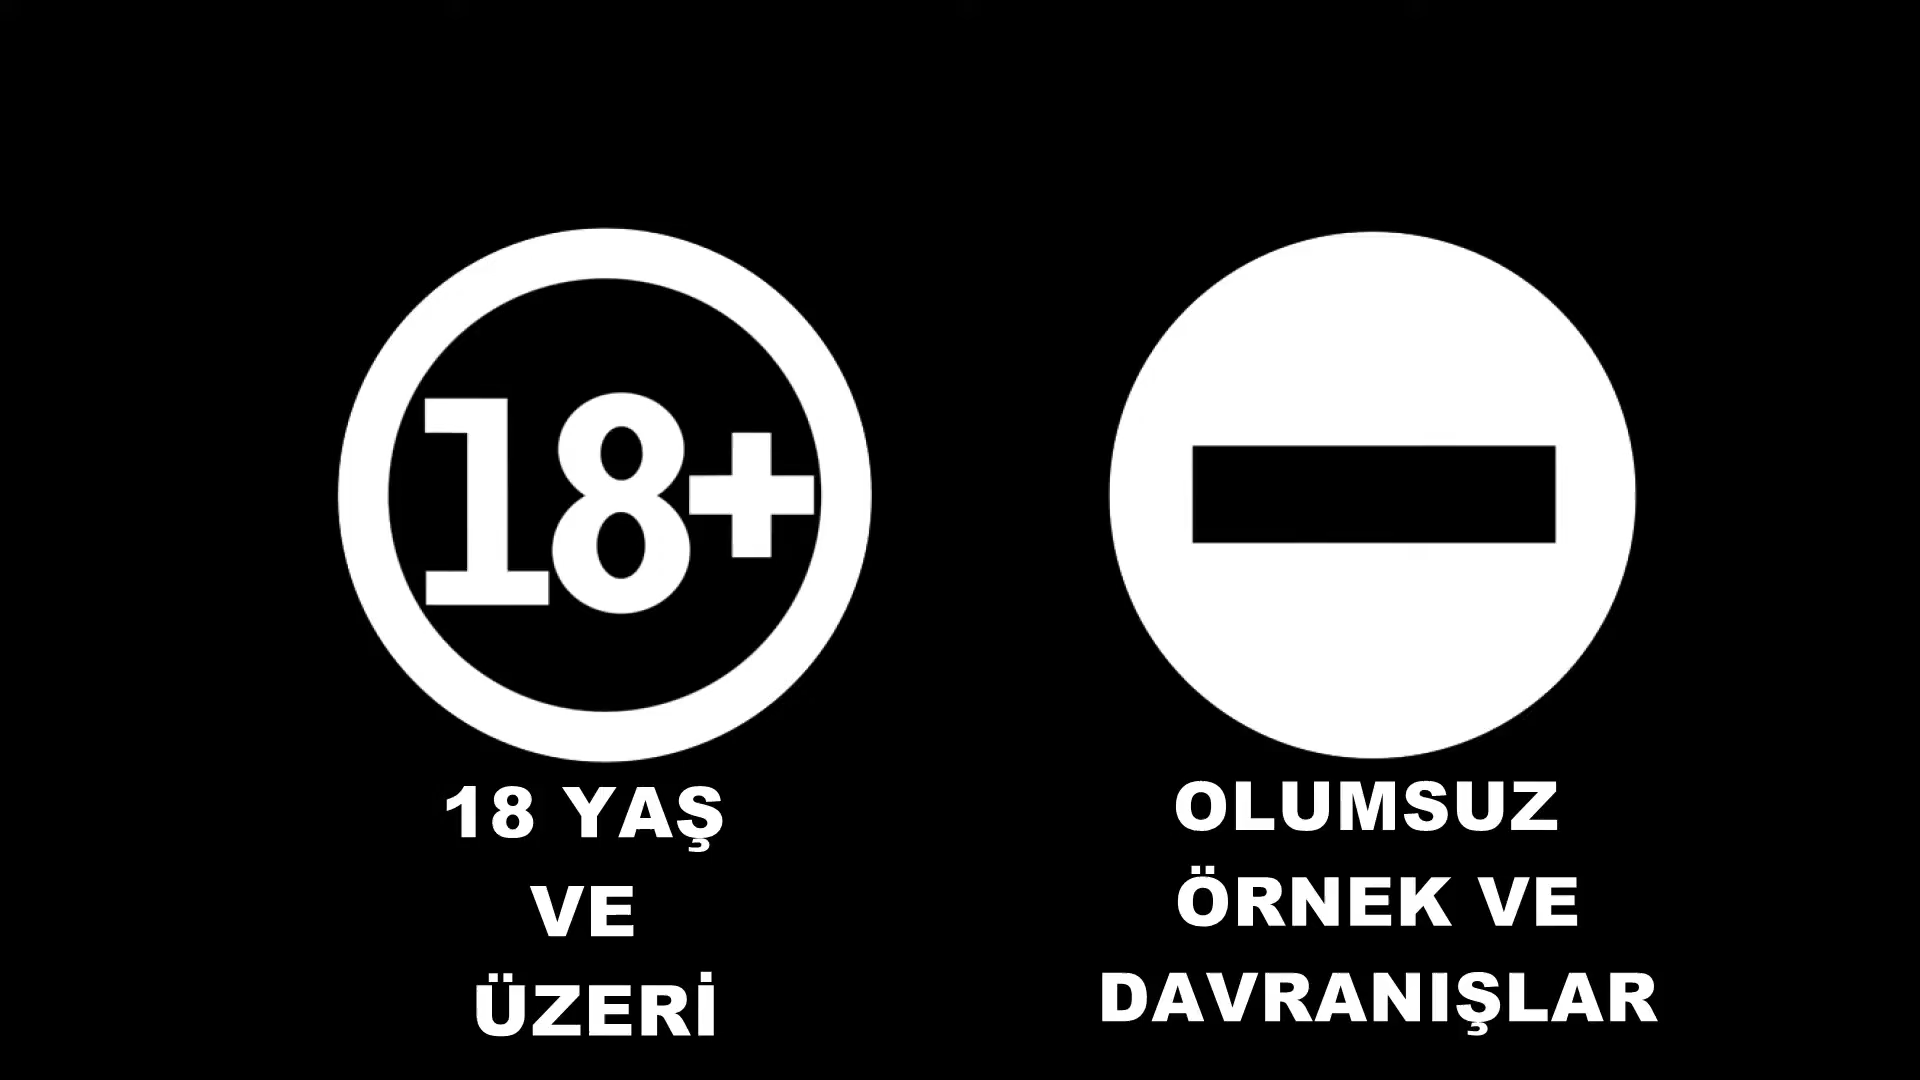 18+
18 YAŞ
VE
ÜZERİ
OLUMSUZ
ÖRNEK VE
DAVRANIŞLAR